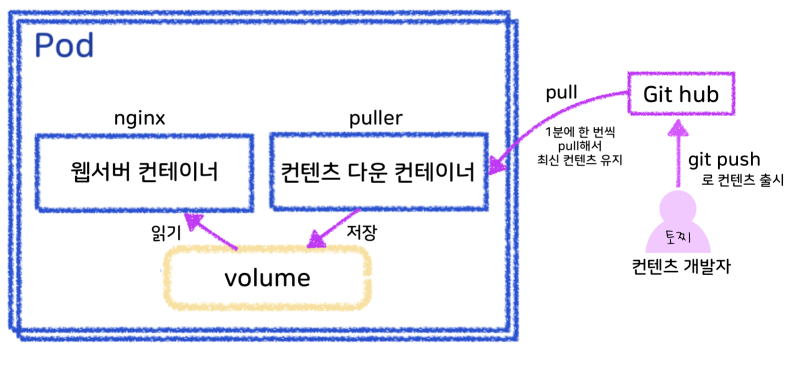 Pod
nginx
puller
웹서버 컨테이너
컨텐츠 다운 컨테이너
읽기
저장
volume
pull
1분에 한 번씩
pull해서
최신 컨텐츠 유지
Git hub
git push
로 컨텐츠 출시
토찌
컨텐츠 개발자